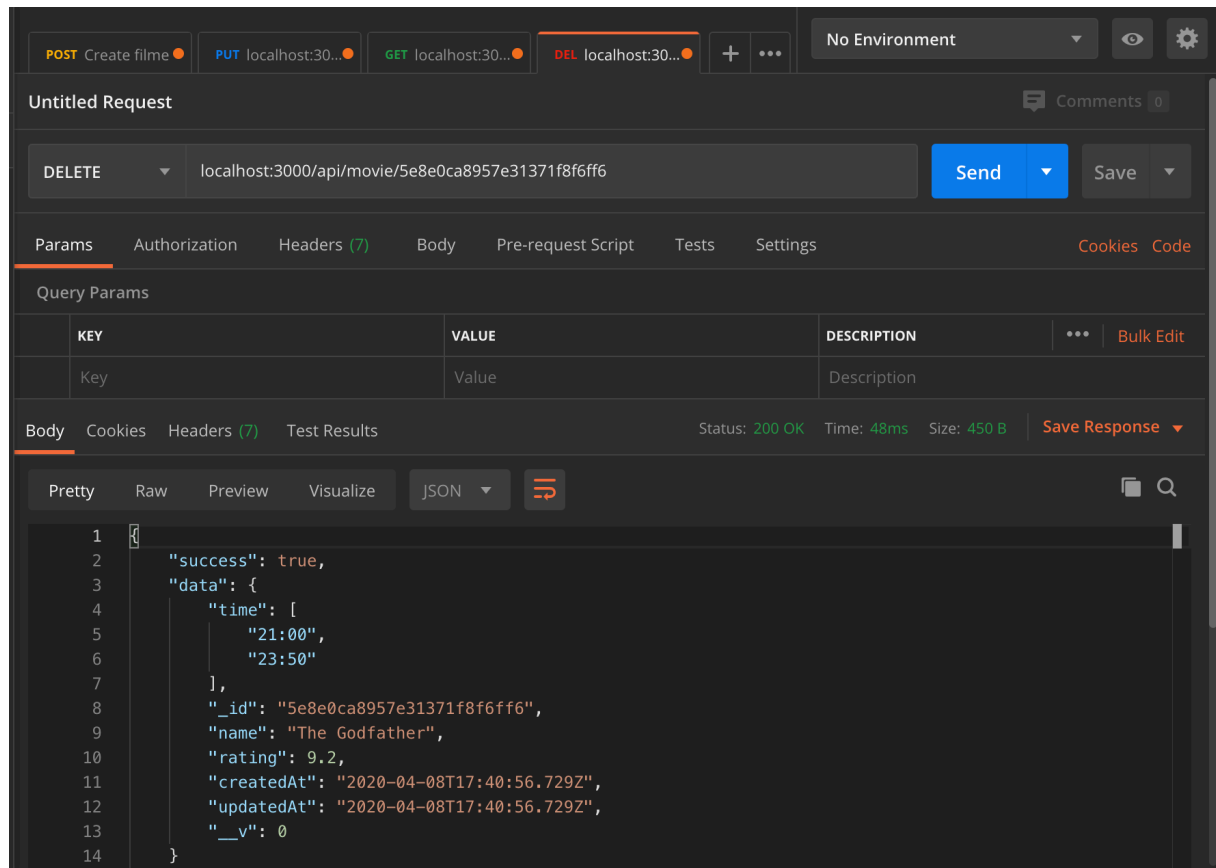 POST Create filme PUT localhost:30... GET localhost:30... DEL localhost:30... + ••• No Environment
Untitled Request Comments 0
DELETE localhost:3000/api/movie/5e8e0ca8957e31371f8f6ff6 Send Save
Params Authorization Headers (7) Body Pre-request Script Tests Settings Cookies Code
Query Params
KEY VALUE DESCRIPTION ••• Bulk Edit
Key Value Description
Body Cookies Headers (7) Test Results Status: 200 OK Time: 48ms Size: 450 B Save Response
Pretty Raw Preview Visualize JSON
1 {
2 "success": true,
3 "data": {
4 "time": [
5 "21:00",
6 "23:50"
7 ],
8 "_id": "5e8e0ca8957e31371f8f6ff6",
9 "name": "The Godfather",
10 "rating": 9.2,
11 "createdAt": "2020-04-08T17:40:56.729Z",
12 "updatedAt": "2020-04-08T17:40:56.729Z",
13 "__v": 0
14 }